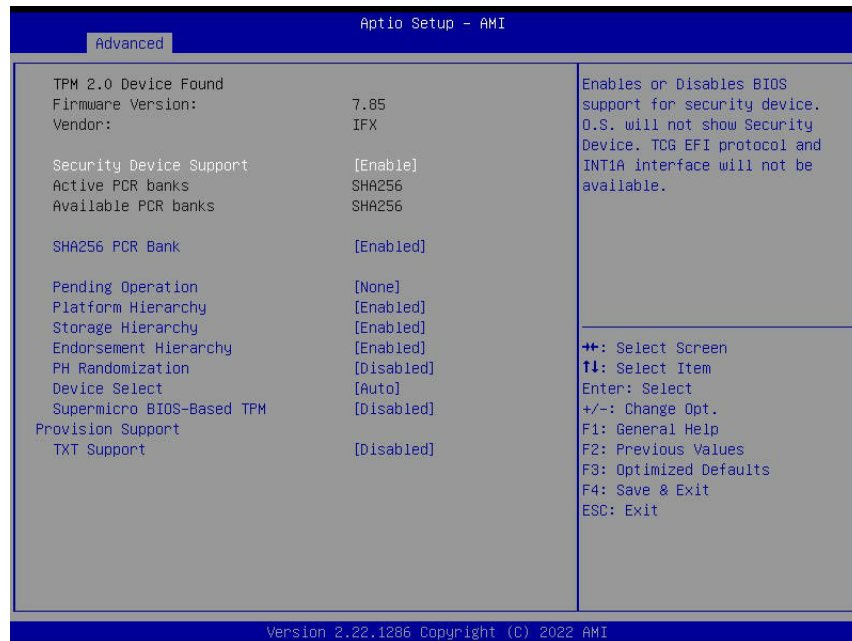 Aptio Setup – AMI
Advanced
TPM 2.0 Device Found
Firmware Version: 7.85
Vendor: IFX
Security Device Support [Enable]
Active PCR banks SHA256
Available PCR banks SHA256
SHA256 PCR Bank [Enabled]
Pending Operation [None]
Platform Hierarchy [Enabled]
Storage Hierarchy [Enabled]
Endorsement Hierarchy [Enabled]
PH Randomization [Disabled]
Device Select [Auto]
Supermicro BIOS-Based TPM [Disabled]
Provision Support
TXT Support [Disabled]
Enables or Disables BIOS
support for security device.
O.S. will not show Security
Device. TCG EFI protocol and
INT1A interface will not be
available.
→←: Select Screen
↑↓: Select Item
Enter: Select
+/-: Change Opt.
F1: General Help
F2: Previous Values
F3: Optimized Defaults
F4: Save & Exit
ESC: Exit
Version 2.22.1286 Copyright (C) 2022 AMI